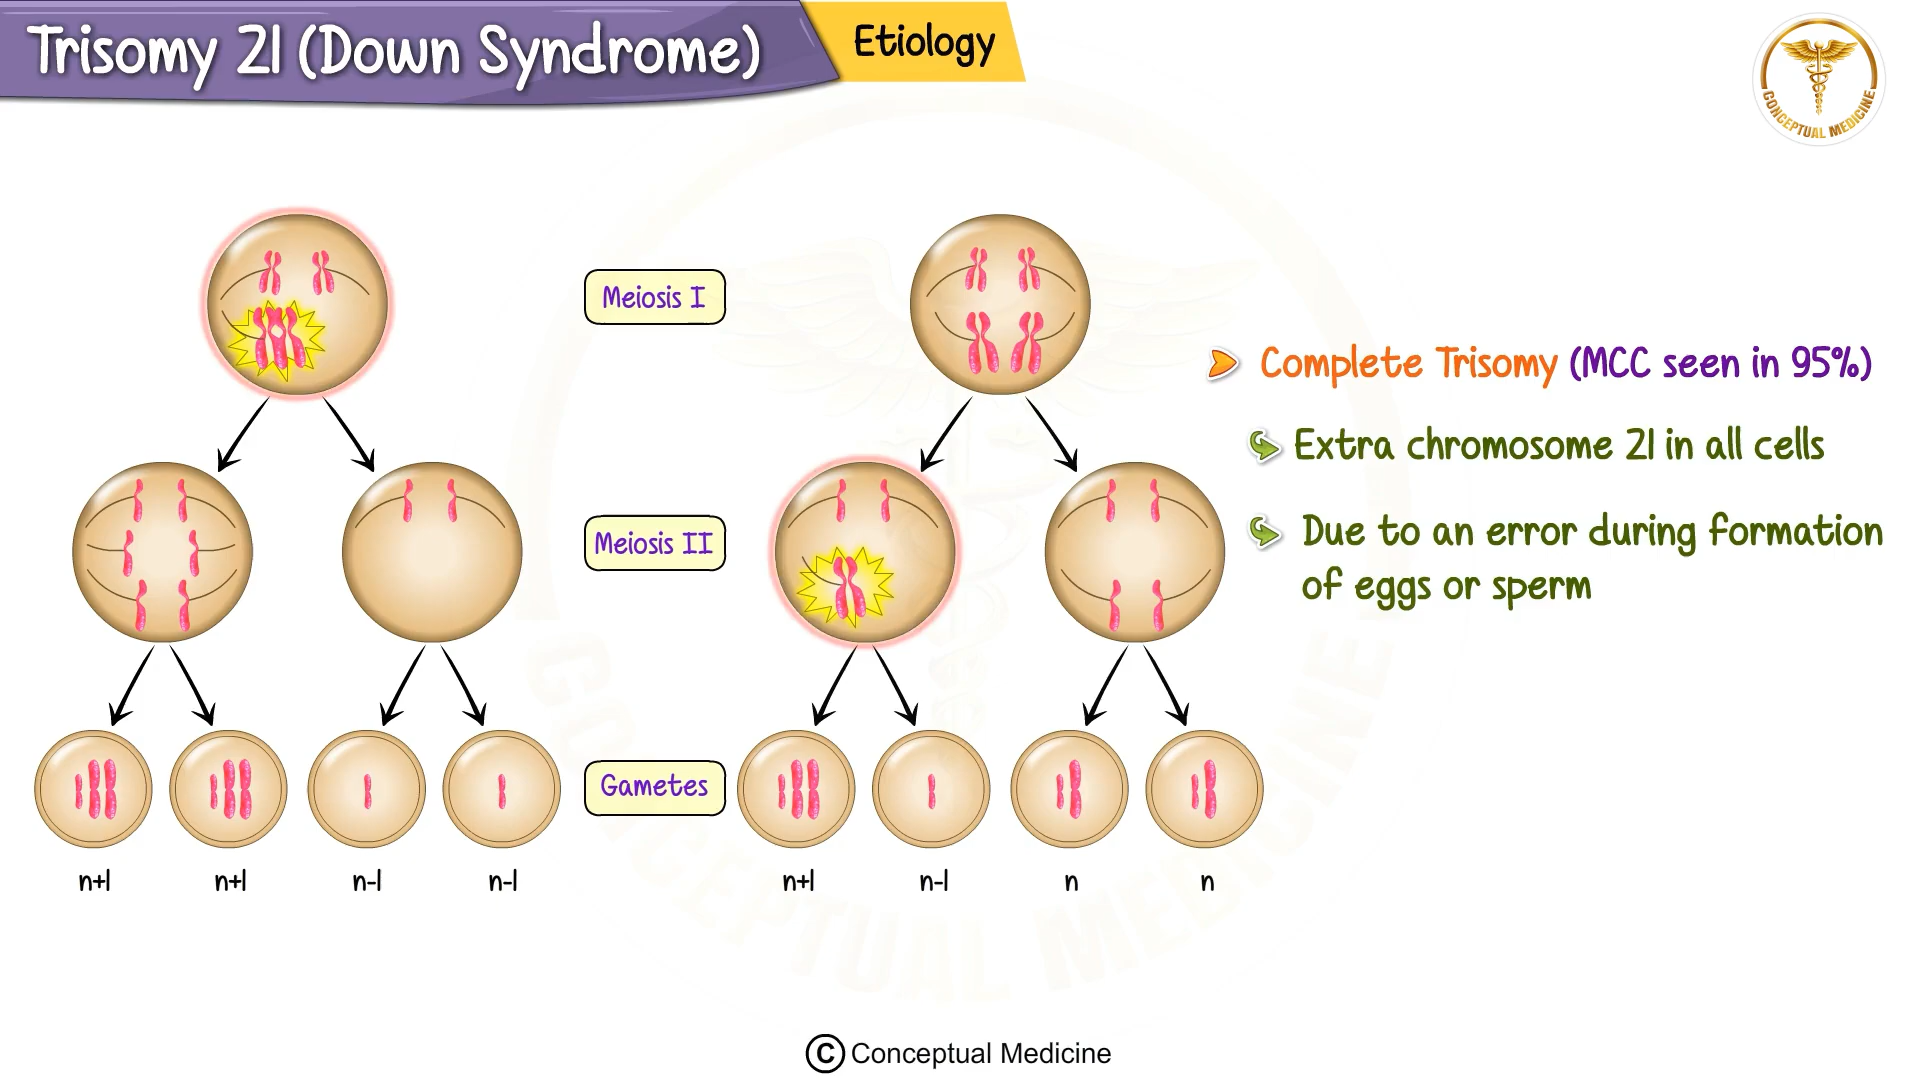 Trisomy 21 (Down Syndrome)
Etiology
CONCEPTUAL MEDICINE
Meiosis I
Complete Trisomy (MCC seen in 95%)
Extra chromosome 21 in all cells
Due to an error during formation
of eggs or sperm
Meiosis II
Gametes
n+1 n+1 n-1 n-1 n+1 n-1 n n
CONCEPTUAL MEDICINE
© Conceptual Medicine